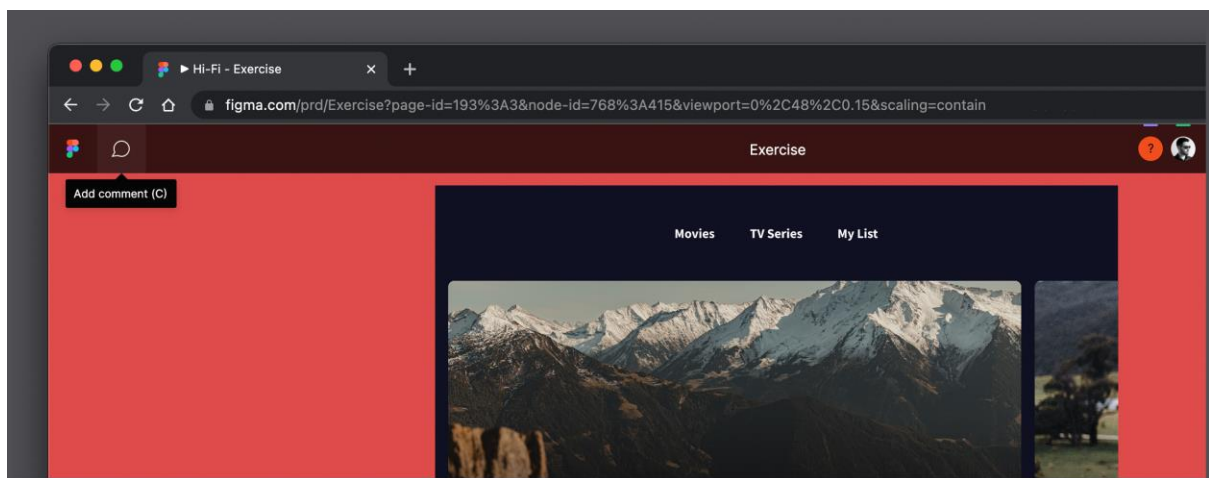 Hi-Fi - Exercise
figma.com/prd/Exercise?page-id=193%3A3&node-id=768%3A415&viewport=0%2C48%2C0.15&scaling=contain
Exercise
?
Add comment (C)
Movies TV Series My List